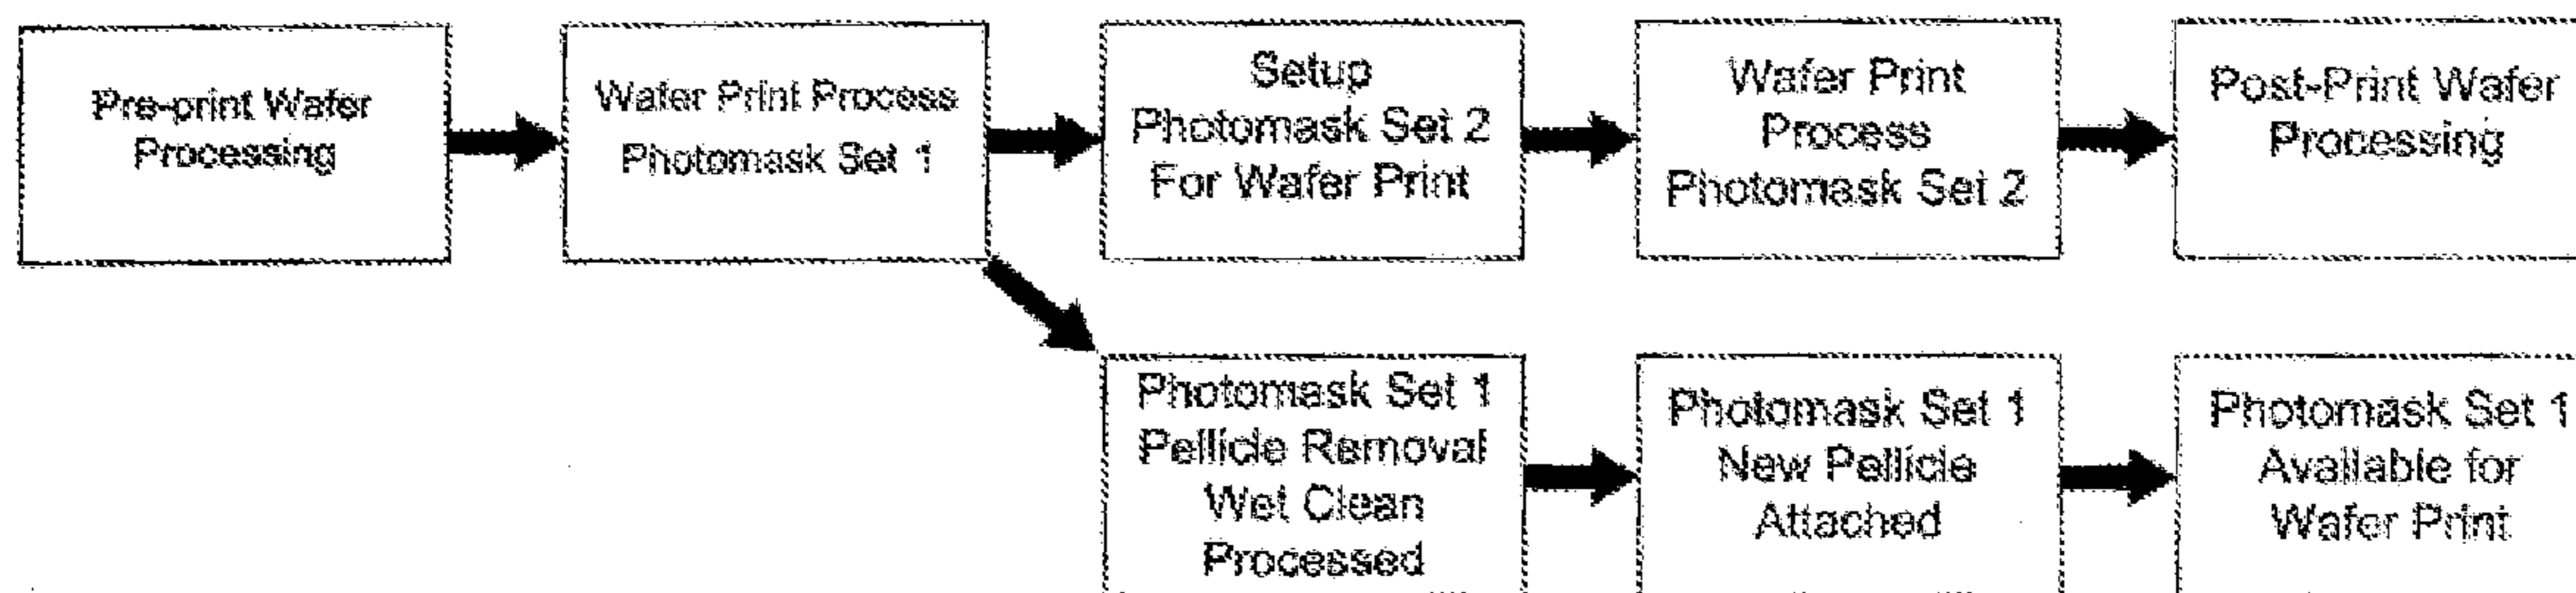 Pre-print Wafer
Processing
Wafer Print Process
Photomask Set 1
Setup
Photomask Set 2
For Wafer Print
Wafer Print
Process
Photomask Set 2
Post-Print Wafer
Processing
Photomask Set 1
Pellicle Removal
Wet Clean
Processed
Photomask Set 1
New Pellicle
Attached
Photomask Set 1
Available for
Wafer Print